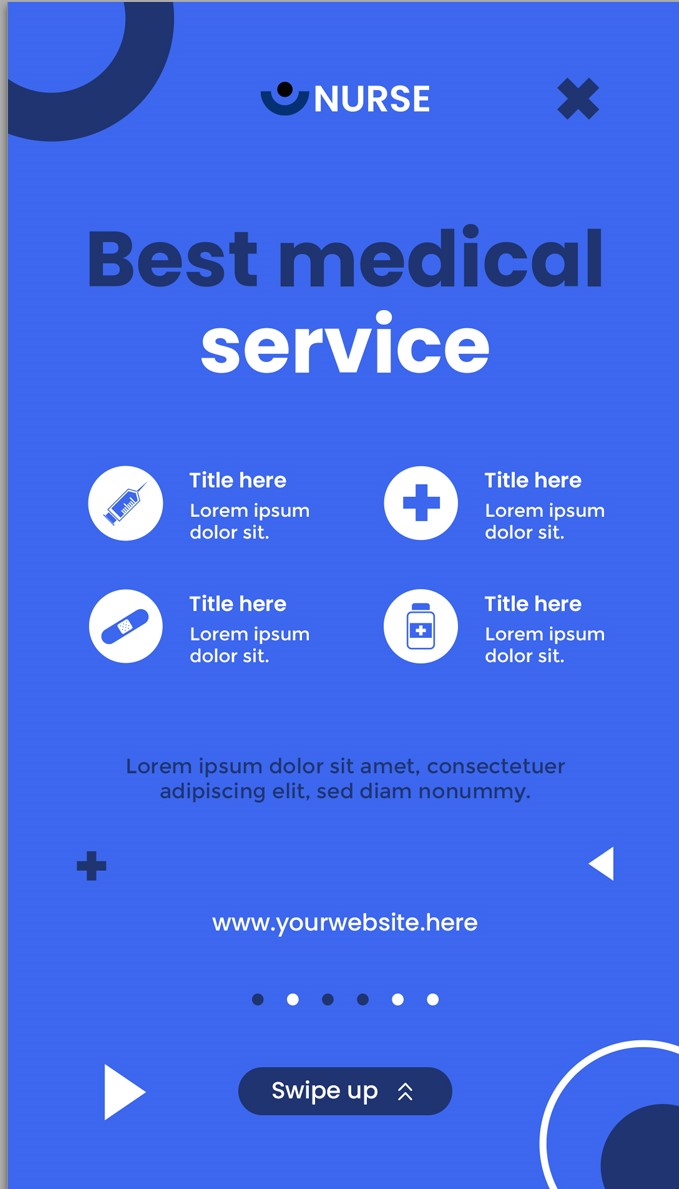 NURSE
Best medical
service
Title here
Lorem ipsum
dolor sit.
Title here
Lorem ipsum
dolor sit.
Title here
Lorem ipsum
dolor sit.
Title here
Lorem ipsum
dolor sit.
Lorem ipsum dolor sit amet, consectetuer
adipiscing elit, sed diam nonummy.
www.yourwebsite.here
Swipe up